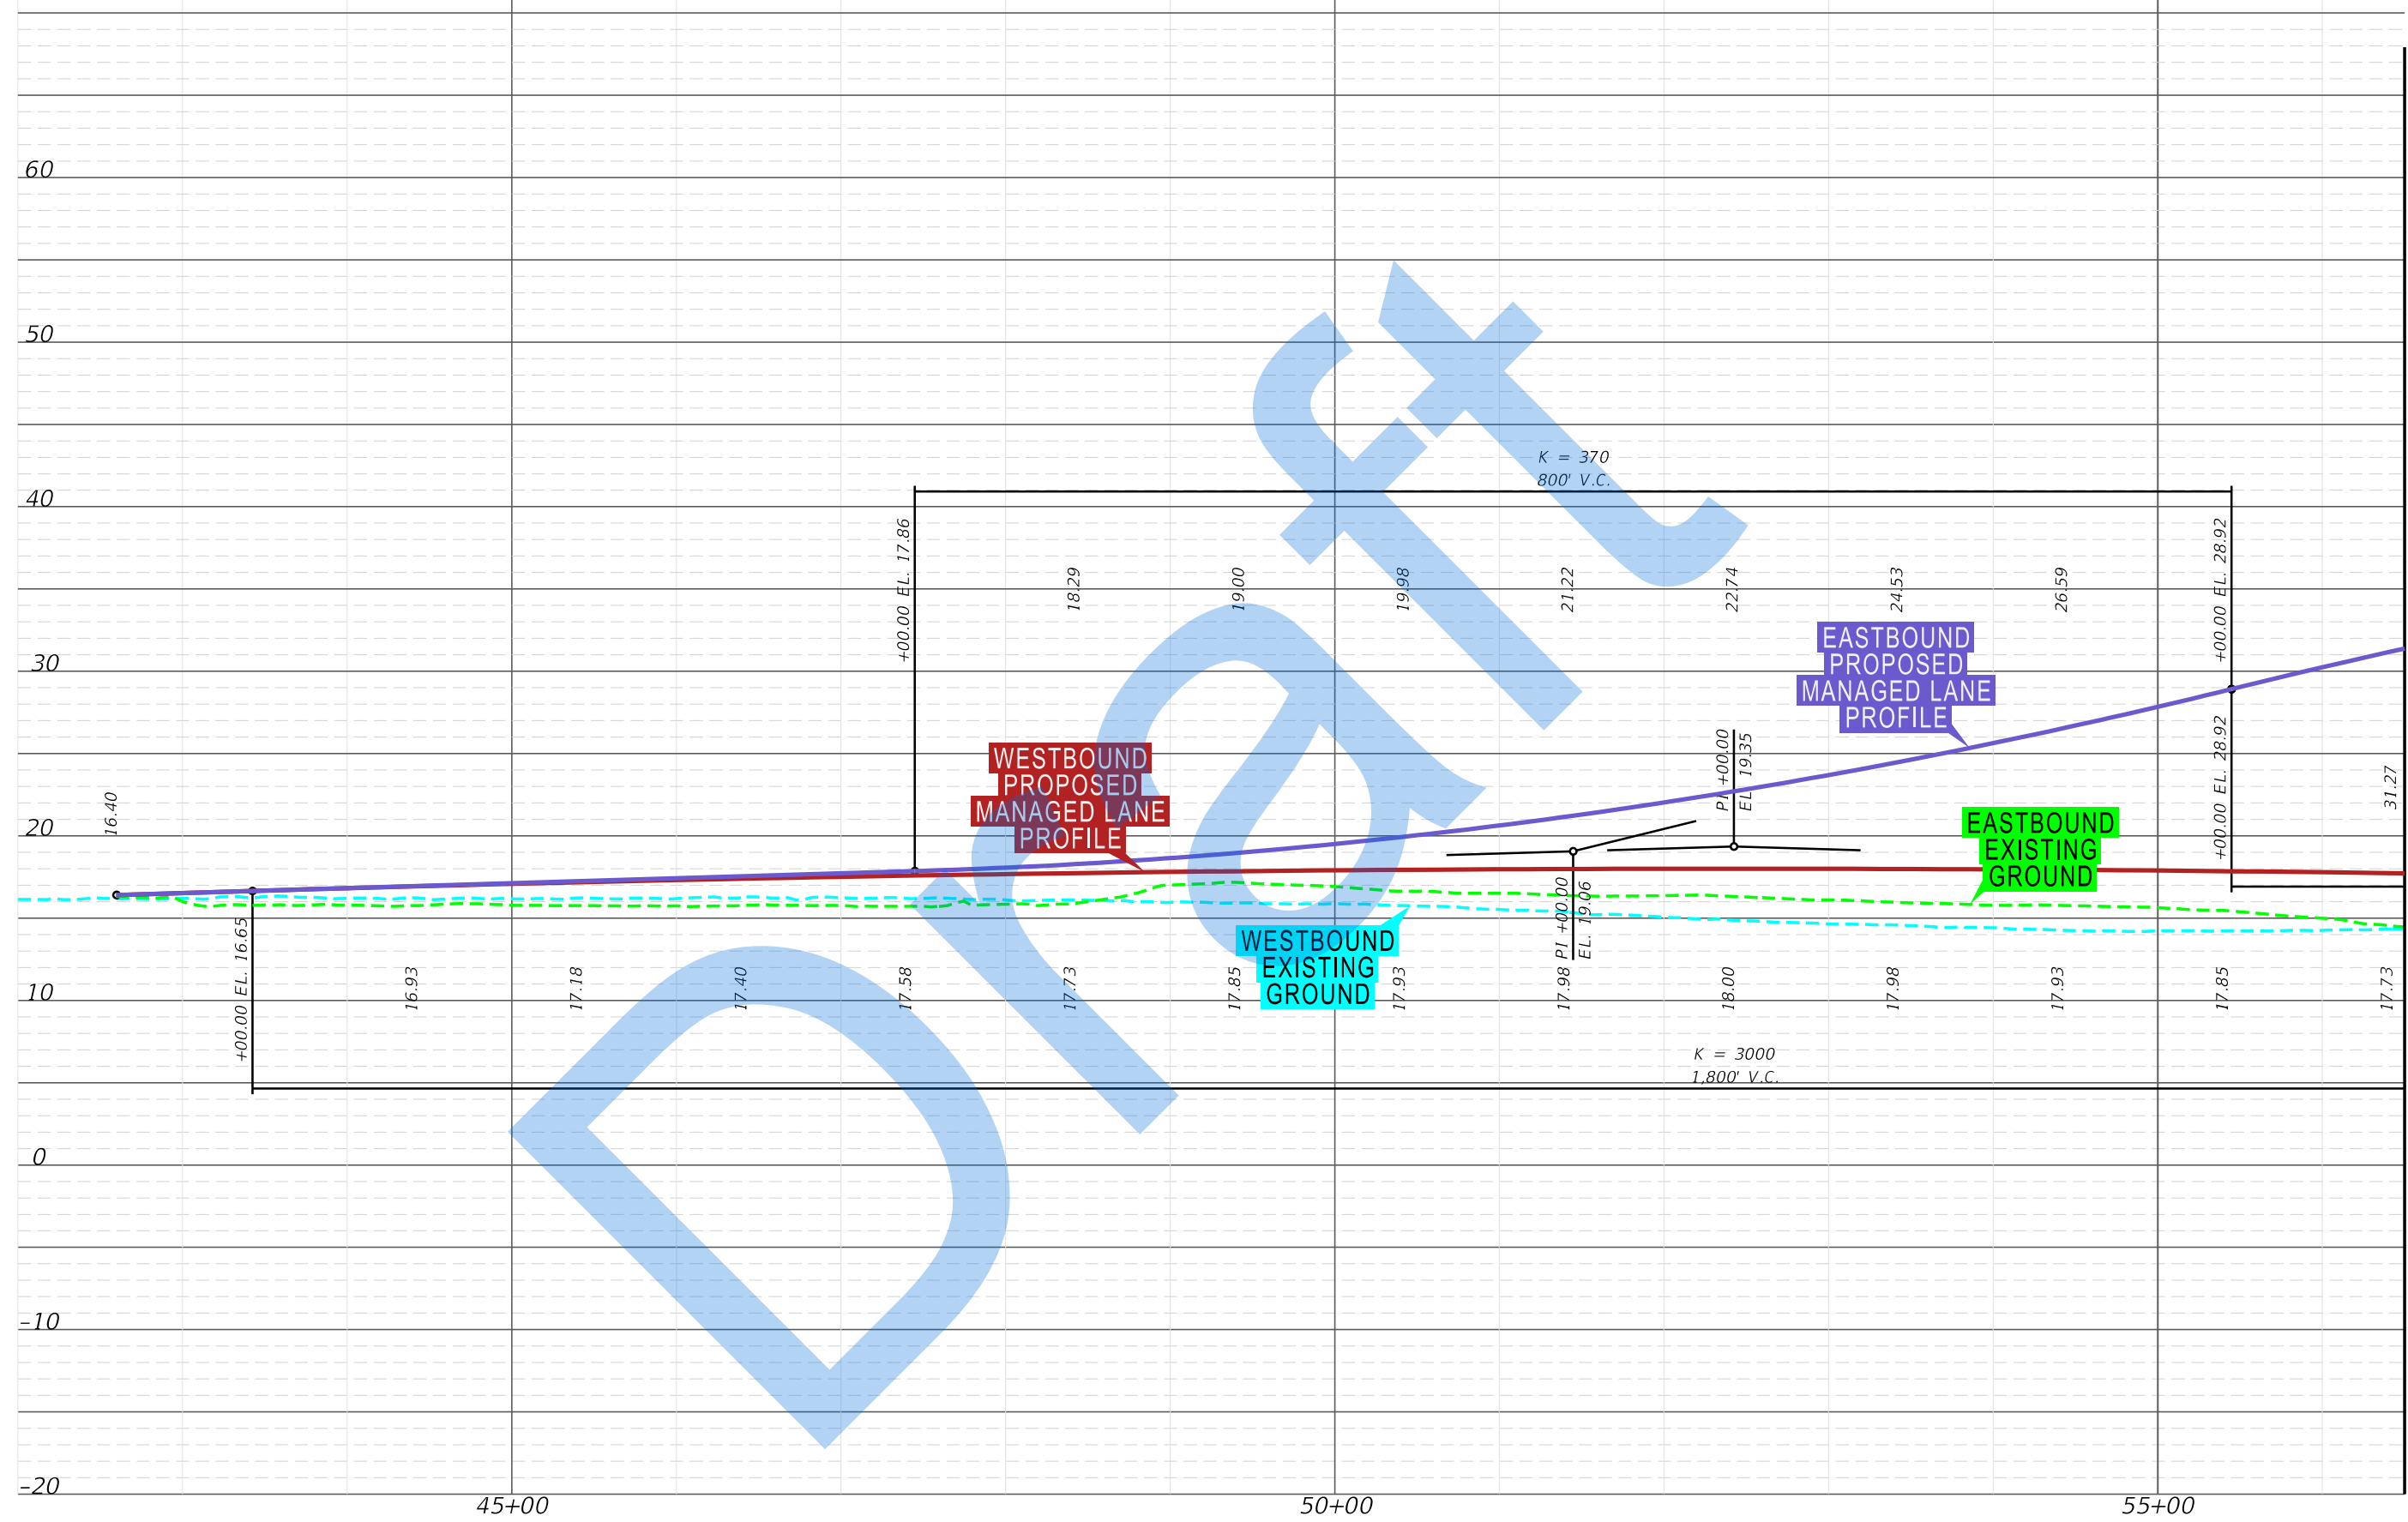 60
50
40
30
20
10
0
-10
-20
45+00
50+00
55+00
K = 370
800' V.C.
+00.00 EL. 17.86
18.29
19.00
19.98
21.22
22.74
24.53
26.59
+00.00 EL. 28.92
EASTBOUND
PROPOSED
MANAGED LANE
PROFILE
WESTBOUND
PROPOSED
MANAGED LANE
PROFILE
PI +00.00
EL. 19.35
+00.00 EL. 28.92
31.27
16.40
EASTBOUND
EXISTING
GROUND
PI +00.00
EL. 19.06
WESTBOUND
EXISTING
GROUND
+00.00 EL. 16.65
16.93
17.18
17.40
17.58
17.73
17.85
17.93
17.98
18.00
17.98
17.93
17.85
17.73
K = 3000
1,800' V.C.
Draft